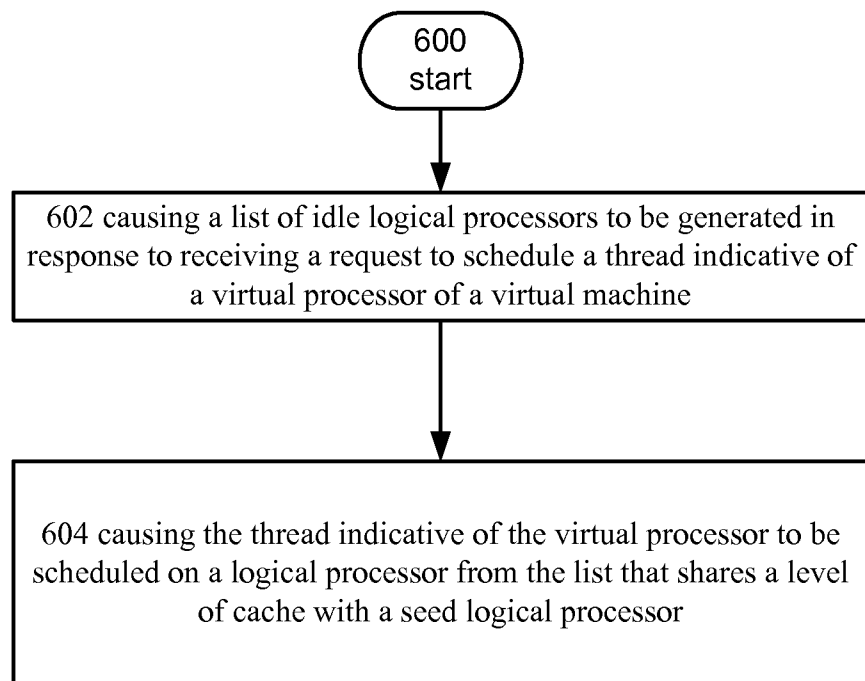 600
start
602 causing a list of idle logical processors to be generated in
response to receiving a request to schedule a thread indicative of
a virtual processor of a virtual machine
604 causing the thread indicative of the virtual processor to be
scheduled on a logical processor from the list that shares a level
of cache with a seed logical processor